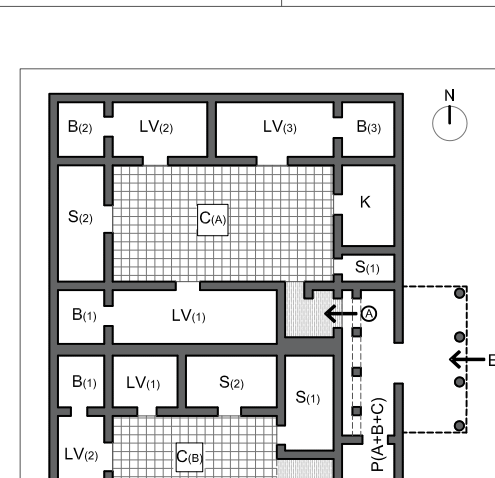 N
B(2)
LV(2)
LV(3)
B(3)
S(2)
C(A)
K
S(1)
B(1)
LV(1)
A
E
B(1)
LV(1)
S(2)
S(1)
P(A+B+C)
LV(2)
C(B)